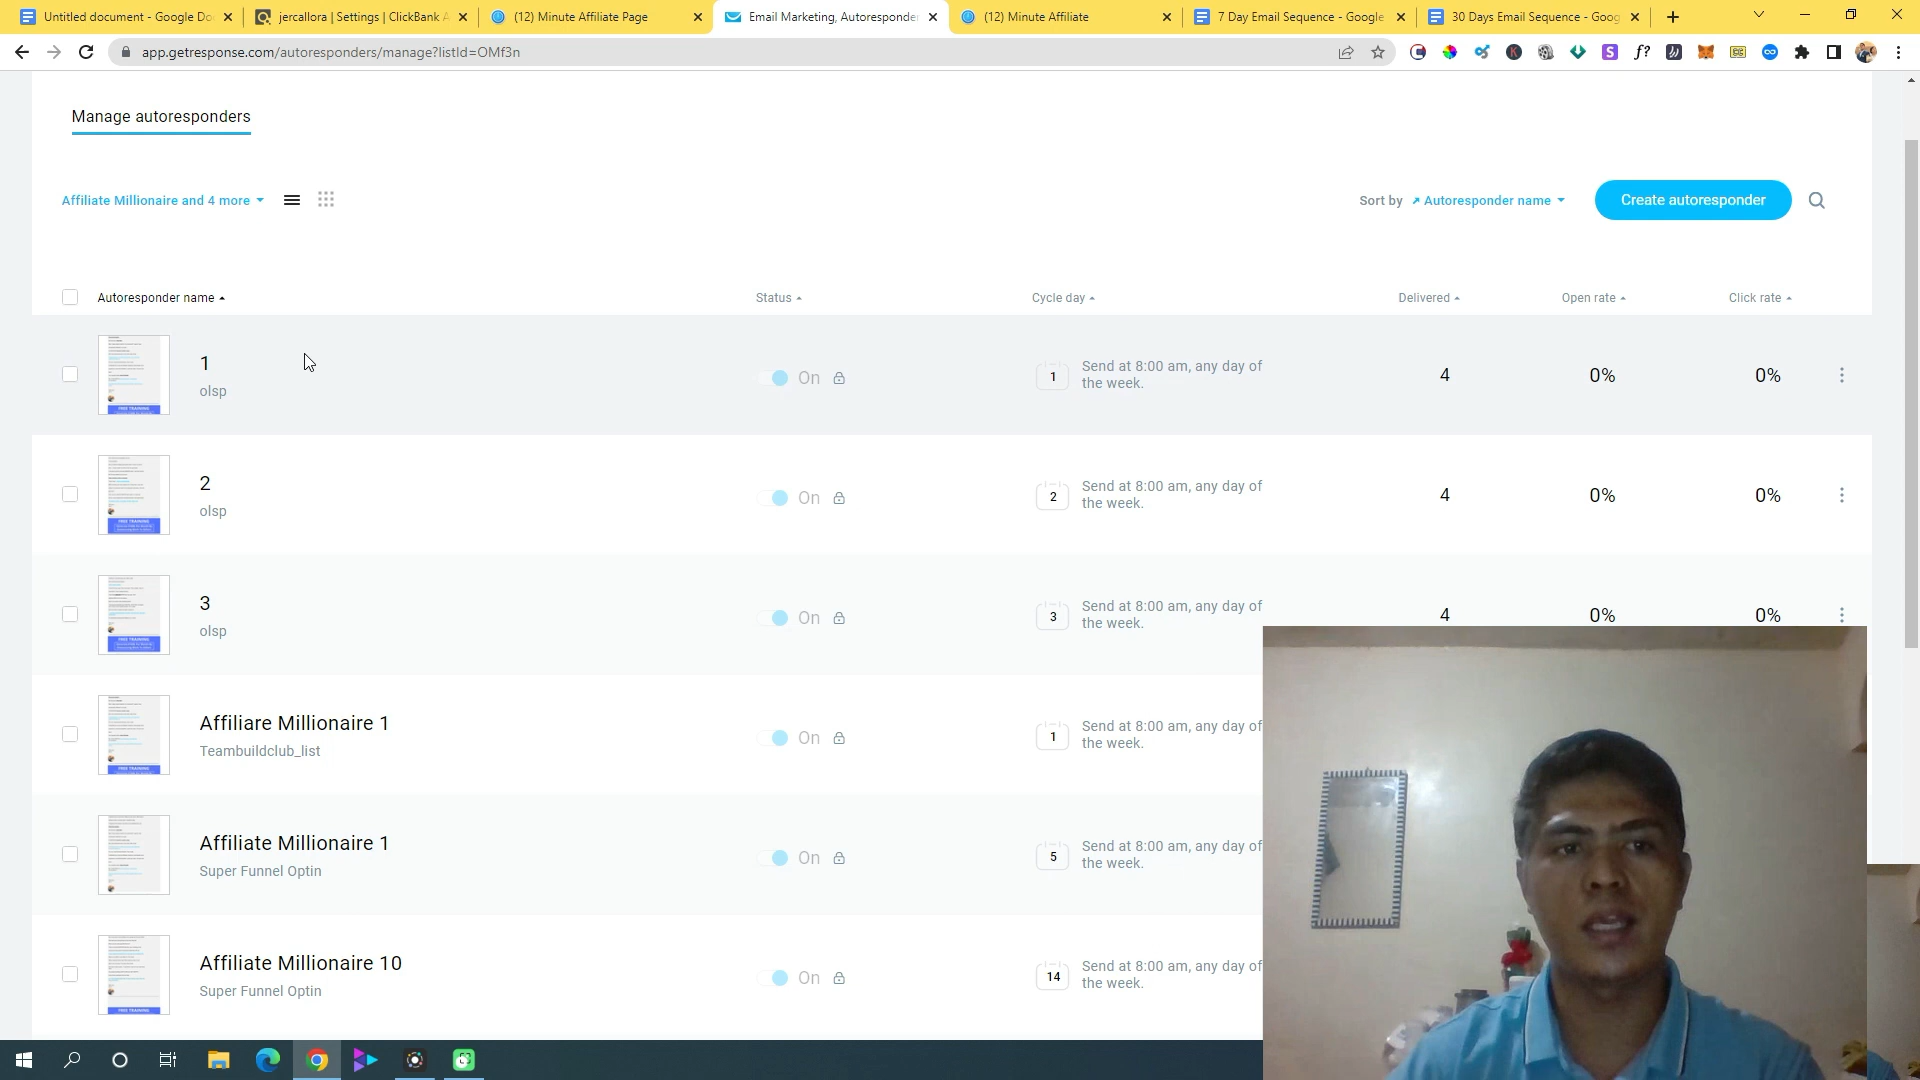 Untitled document - Google Do
jercallora | Settings | ClickBank A
(12) Minute Affiliate Page
Email Marketing, Autoresponder
(12) Minute Affiliate
7 Day Email Sequence - Google
30 Days Email Sequence - Goog
app.getresponse.com/autoresponders/manage?listId=OMf3n
Manage autoresponders
Affiliate Millionaire and 4 more
Sort by
Autoresponder name
Create autoresponder
Autoresponder name
Status
Cycle day
Delivered
Open rate
Click rate
1
olsp
On
1
Send at 8:00 am, any day of
the week.
4
0%
0%
2
olsp
On
2
Send at 8:00 am, any day of
the week.
4
0%
0%
3
olsp
On
3
Send at 8:00 am, any day of
the week.
4
0%
0%
Affiliare Millionaire 1
Teambuildclub_list
On
1
Send at 8:00 am, any day of
the week.
Affiliate Millionaire 1
Super Funnel Optin
On
5
Send at 8:00 am, any day of
the week.
Affiliate Millionaire 10
Super Funnel Optin
On
14
Send at 8:00 am, any day of
the week.